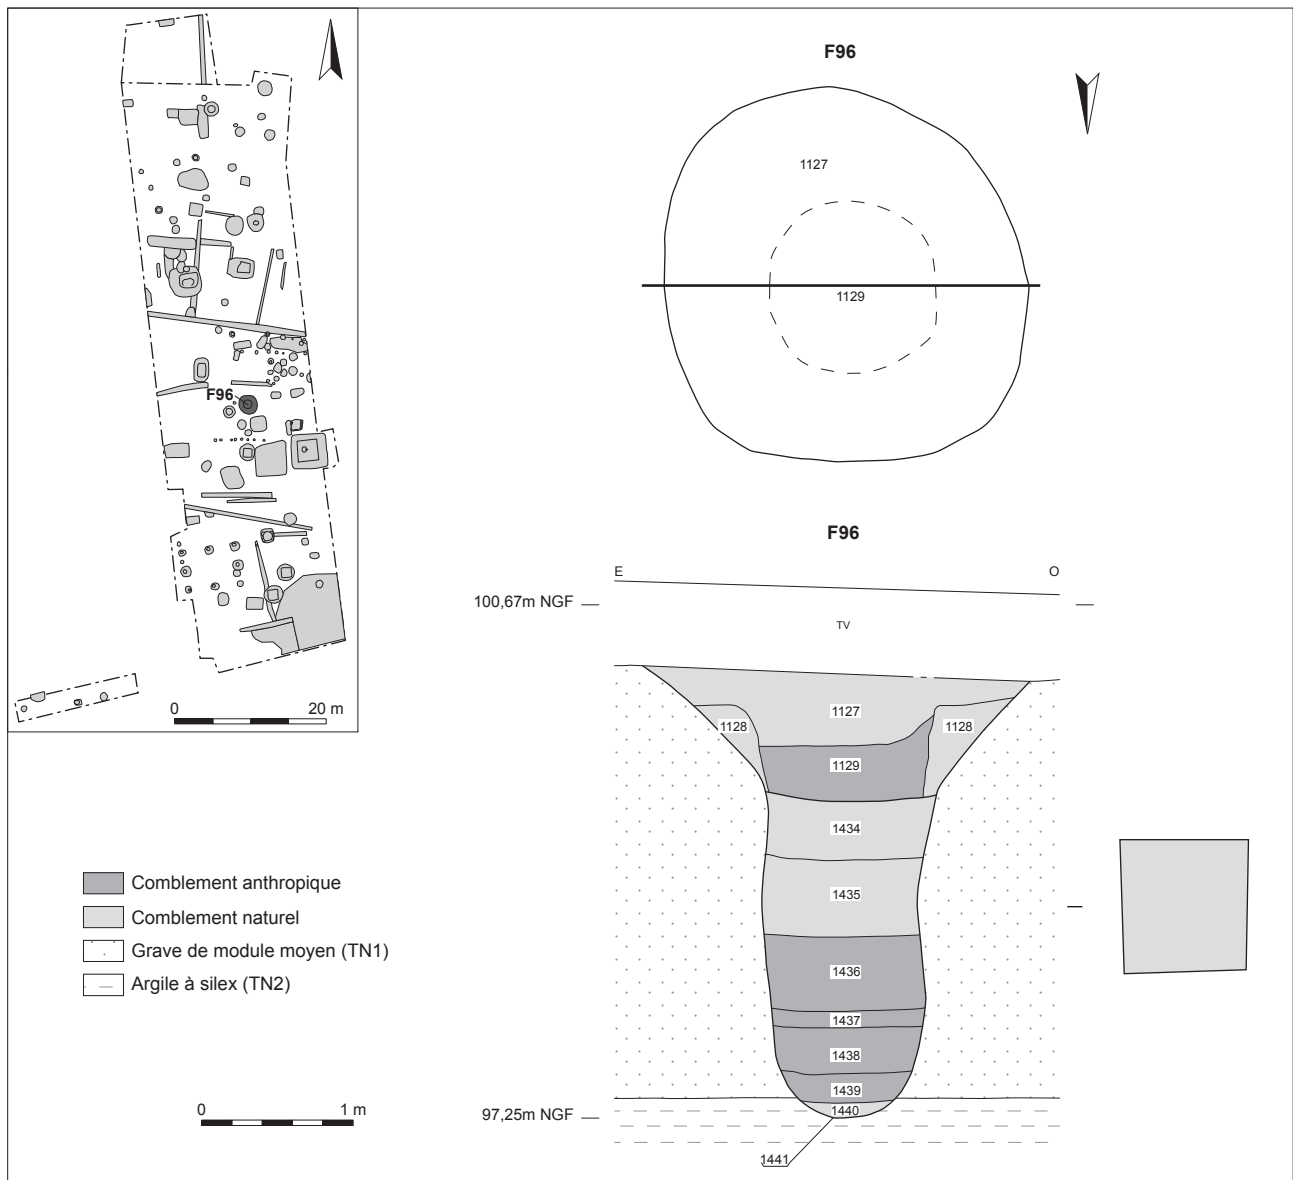 F96
0 20 m
F96
1127
1129
F96
E O
100,67m NGF
TV
1127
1128 1128
1129
1434
1435
1436
1437
1438
1439
1440
97,25m NGF
1441
Comblement anthropique
Comblement naturel
Grave de module moyen (TN1)
Argile à silex (TN2)
0 1 m